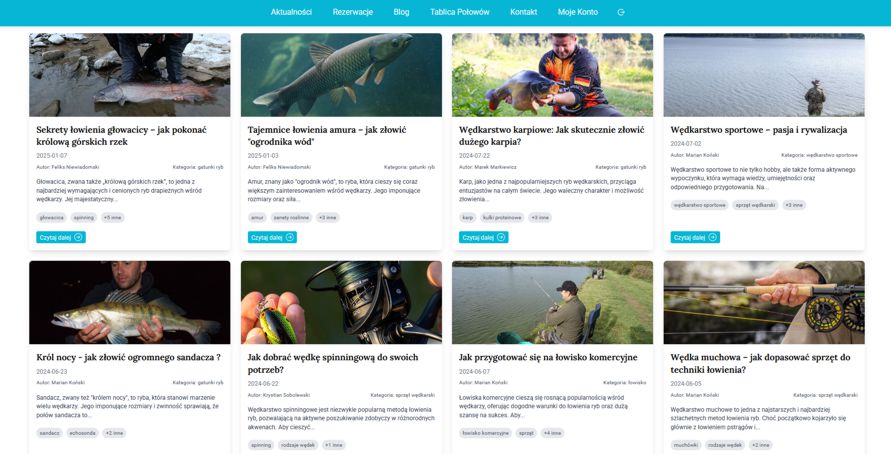 Aktualności Rezerwacje Blog Tablica Połowów Kontakt Moje Konto
Sekrety łowienia głowacicy – jak pokonać
królową górskich rzek
2025-01-07
Autor: Feliks Niewiadomski Kategoria: gatunki ryb
Głowacica, zwana także „królową górskich rzek”, to jedna z
najbardziej wymagających i cenionych ryb drapieżnych wśród
wędkarzy. Jej majestatyczny...
głowacica spinning +5 inne
Czytaj dalej
Tajemnice łowienia amura – jak złowić
"ogrodnika wód"
2025-01-03
Autor: Feliks Niewiadomski Kategoria: gatunki ryb
Amur, znany jako "ogrodnik wód", to ryba, która cieszy się coraz
większym zainteresowaniem wśród wędkarzy. Jego imponujące
rozmiary oraz siła...
amur zanęty roślinne +3 inne
Czytaj dalej
Wędkarstwo karpiowe: Jak skutecznie złowić
dużego karpia?
2024-07-22
Autor: Marek Markiewicz Kategoria: gatunki ryb
Karp, jako jedna z najpopularniejszych ryb wędkarskich, przyciąga
entuzjastów na całym świecie. Jego waleczny charakter i możliwość
złowienia...
karp kulki proteinowe +3 inne
Czytaj dalej
Wędkarstwo sportowe – pasja i rywalizacja
2024-07-02
Autor: Marian Koński Kategoria: wędkarstwo sportowe
Wędkarstwo sportowe to nie tylko hobby, ale także forma aktywnego
wypoczynku, która wymaga wiedzy, umiejętności oraz
odpowiedniego przygotowania. Na...
wędkarstwo sportowe sprzęt wędkarski +3 inne
Czytaj dalej
Król nocy - jak złowić ogromnego sandacza ?
2024-06-23
Autor: Marian Koński Kategoria: gatunki ryb
Sandacz, zwany też "królem nocy", to ryba, która stanowi marzenie
wielu wędkarzy. Jego imponujące rozmiary i zwinność sprawiają, że
połów sandacza to...
sandacz echosonda +2 inne
Jak dobrać wędkę spinningową do swoich
potrzeb?
2024-06-22
Autor: Krystian Sobolewski Kategoria: sprzęt wędkarski
Wędkarstwo spinningowe jest niezwykle popularną metodą łowienia
ryb, pozwalającą na aktywne poszukiwanie zdobyczy w różnorodnych
akwenach. Aby cieszyć...
spinning rodzaje wędek +1 inne
Jak przygotować się na łowisko komercyjne
2024-06-07
Autor: Marian Koński Kategoria: łowisko
Łowiska komercyjne cieszą się rosnącą popularnością wśród
wędkarzy, oferując dogodne warunki do łowienia ryb oraz dużą
szansę na sukces. Aby...
łowisko komercyjne sprzęt +4 inne
Wędka muchowa – jak dopasować sprzęt do
techniki łowienia?
2024-06-05
Autor: Marian Koński Kategoria: sprzęt wędkarski
Wędkarstwo muchowe to jedna z najstarszych i najbardziej
szlachetnych metod łowienia ryb. Choć początkowo kojarzyło się
głównie z łowieniem pstrągów i...
muchówki rodzaje wędek +2 inne